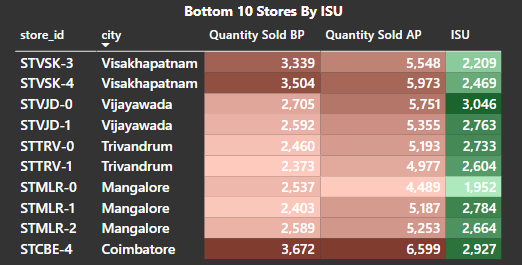 Bottom 10 Stores By ISU
store_id city Quantity Sold BP Quantity Sold AP ISU
STVSK-3 Visakhapatnam 3,339 5,548 2,209
STVSK-4 Visakhapatnam 3,504 5,973 2,469
STVJD-0 Vijayawada 2,705 5,751 3,046
STVJD-1 Vijayawada 2,592 5,355 2,763
STTRV-0 Trivandrum 2,460 5,193 2,733
STTRV-1 Trivandrum 2,373 4,977 2,604
STMLR-0 Mangalore 2,537 4,489 1,952
STMLR-1 Mangalore 2,403 5,187 2,784
STMLR-2 Mangalore 2,589 5,253 2,664
STCBE-4 Coimbatore 3,672 6,599 2,927